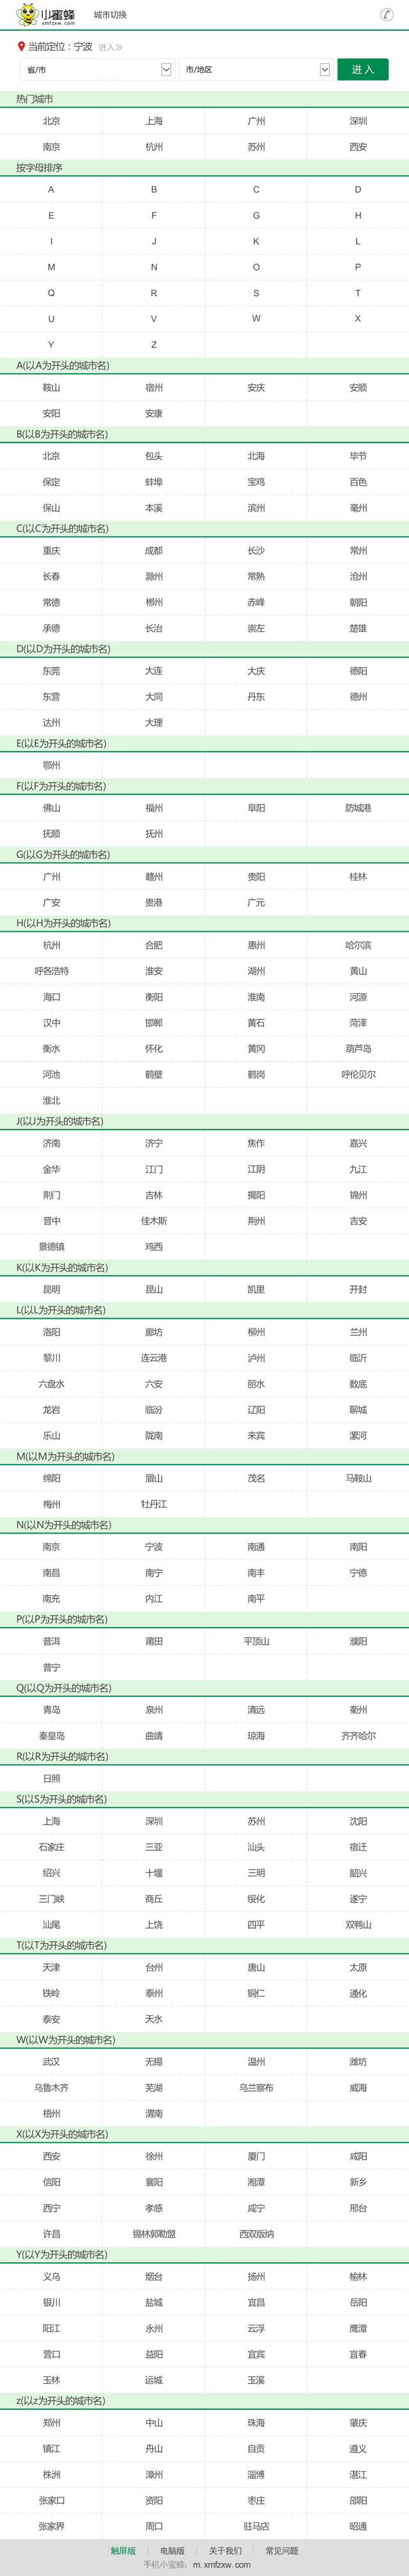 小蜜蜂
xmfzxw.com
城市切换
当前定位：宁波 进入
省/市 市/地区 进入
热门城市
北京 上海 广州 深圳
南京 杭州 苏州 西安
按字母排序
A B C D
E F G H
I J K L
M N O P
Q R S T
U V W X
Y Z
A(以A为开头的城市名)
鞍山 宿州 安庆 安顺
安阳 安康
B(以B为开头的城市名)
北京 包头 北海 毕节
保定 蚌埠 宝鸡 百色
保山 本溪 滨州 亳州
C(以C为开头的城市名)
重庆 成都 长沙 常州
长春 滁州 常熟 沧州
常德 郴州 赤峰 朝阳
承德 长治 崇左 楚雄
D(以D为开头的城市名)
东莞 大连 大庆 德阳
东营 大同 丹东 德州
达州 大理
E(以E为开头的城市名)
鄂州
F(以F为开头的城市名)
佛山 福州 阜阳 防城港
抚顺 抚州
G(以G为开头的城市名)
广州 赣州 贵阳 桂林
广安 贵港 广元
H(以H为开头的城市名)
杭州 合肥 惠州 哈尔滨
呼各浩特 淮安 湖州 黄山
海口 衡阳 淮南 河源
汉中 邯郸 黄石 菏泽
衡水 怀化 黄冈 葫芦岛
河池 鹤壁 鹤岗 呼伦贝尔
淮北
J(以J为开头的城市名)
济南 济宁 焦作 嘉兴
金华 江门 江阴 九江
荆门 吉林 揭阳 锦州
晋中 佳木斯 荆州 吉安
景德镇 鸡西
K(以K为开头的城市名)
昆明 昆山 凯里 开封
L(以L为开头的城市名)
洛阳 廊坊 柳州 兰州
黎川 连云港 泸州 临沂
六盘水 六安 丽水 数底
龙岩 临汾 辽阳 聊城
乐山 陇南 来宾 漯河
M(以M为开头的城市名)
绵阳 眉山 茂名 马鞍山
梅州 牡丹江
N(以N为开头的城市名)
南京 宁波 南通 南阳
南昌 南宁 南丰 宁德
南充 内江 南平
P(以P为开头的城市名)
普洱 莆田 平顶山 濮阳
普宁
Q(以Q为开头的城市名)
青岛 泉州 清远 衢州
秦皇岛 曲靖 琼海 齐齐哈尔
R(以R为开头的城市名)
日照
S(以S为开头的城市名)
上海 深圳 苏州 沈阳
石家庄 三亚 汕头 宿迁
绍兴 十堰 三明 韶兴
三门峡 商丘 绥化 遂宁
汕尾 上饶 四平 双鸭山
T(以T为开头的城市名)
天津 台州 唐山 太原
铁岭 泰州 铜仁 通化
泰安 天水
W(以W为开头的城市名)
武汉 无锡 温州 潍坊
乌鲁木齐 芜湖 乌兰察布 威海
梧州 渭南
X(以X为开头的城市名)
西安 徐州 厦门 咸阳
信阳 襄阳 湘潭 新乡
西宁 孝感 咸宁 邢台
许昌 锡林郭勒盟 西双版纳
Y(以Y为开头的城市名)
义乌 烟台 扬州 榆林
银川 盐城 宜昌 岳阳
阳江 永州 云浮 鹰潭
营口 益阳 宜宾 宜春
玉林 运城 玉溪
z(以z为开头的城市名)
郑州 中山 珠海 肇庆
镇江 舟山 自贡 遵义
株洲 漳州 淄博 湛江
张家口 资阳 枣庄 邵阳
张家界 周口 驻马店 昭通
触屏版 电脑版 关于我们 常见问题
手机小蜜蜂：m.xmfzxw.com